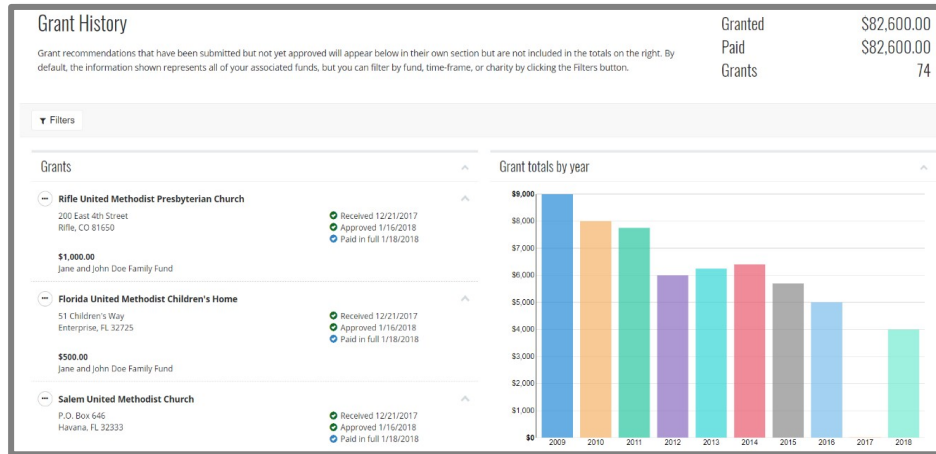 Grant History
Grant recommendations that have been submitted but not yet approved will appear below in their own section but are not included in the totals on the right. By
default, the information shown represents all of your associated funds, but you can filter by fund, time-frame, or charity by clicking the Filters button.
Granted $82,600.00
Paid $82,600.00
Grants 74
Filters
Grants
Rifle United Methodist Presbyterian Church
200 East 4th Street
Rifle, CO 81650
Received 12/21/2017
Approved 1/16/2018
Paid in full 1/18/2018
$1,000.00
Jane and John Doe Family Fund
Florida United Methodist Children's Home
51 Children's Way
Enterprise, FL 32725
Received 12/21/2017
Approved 1/16/2018
Paid in full 1/18/2018
$500.00
Jane and John Doe Family Fund
Salem United Methodist Church
P.O. Box 646
Havana, FL 32333
Received 12/21/2017
Approved 1/16/2018
Paid in full 1/18/2018
Grant totals by year
$9,000
$8,000
$7,000
$6,000
$5,000
$4,000
$3,000
$2,000
$1,000
$0
2009 2010 2011 2012 2013 2014 2015 2016 2017 2018